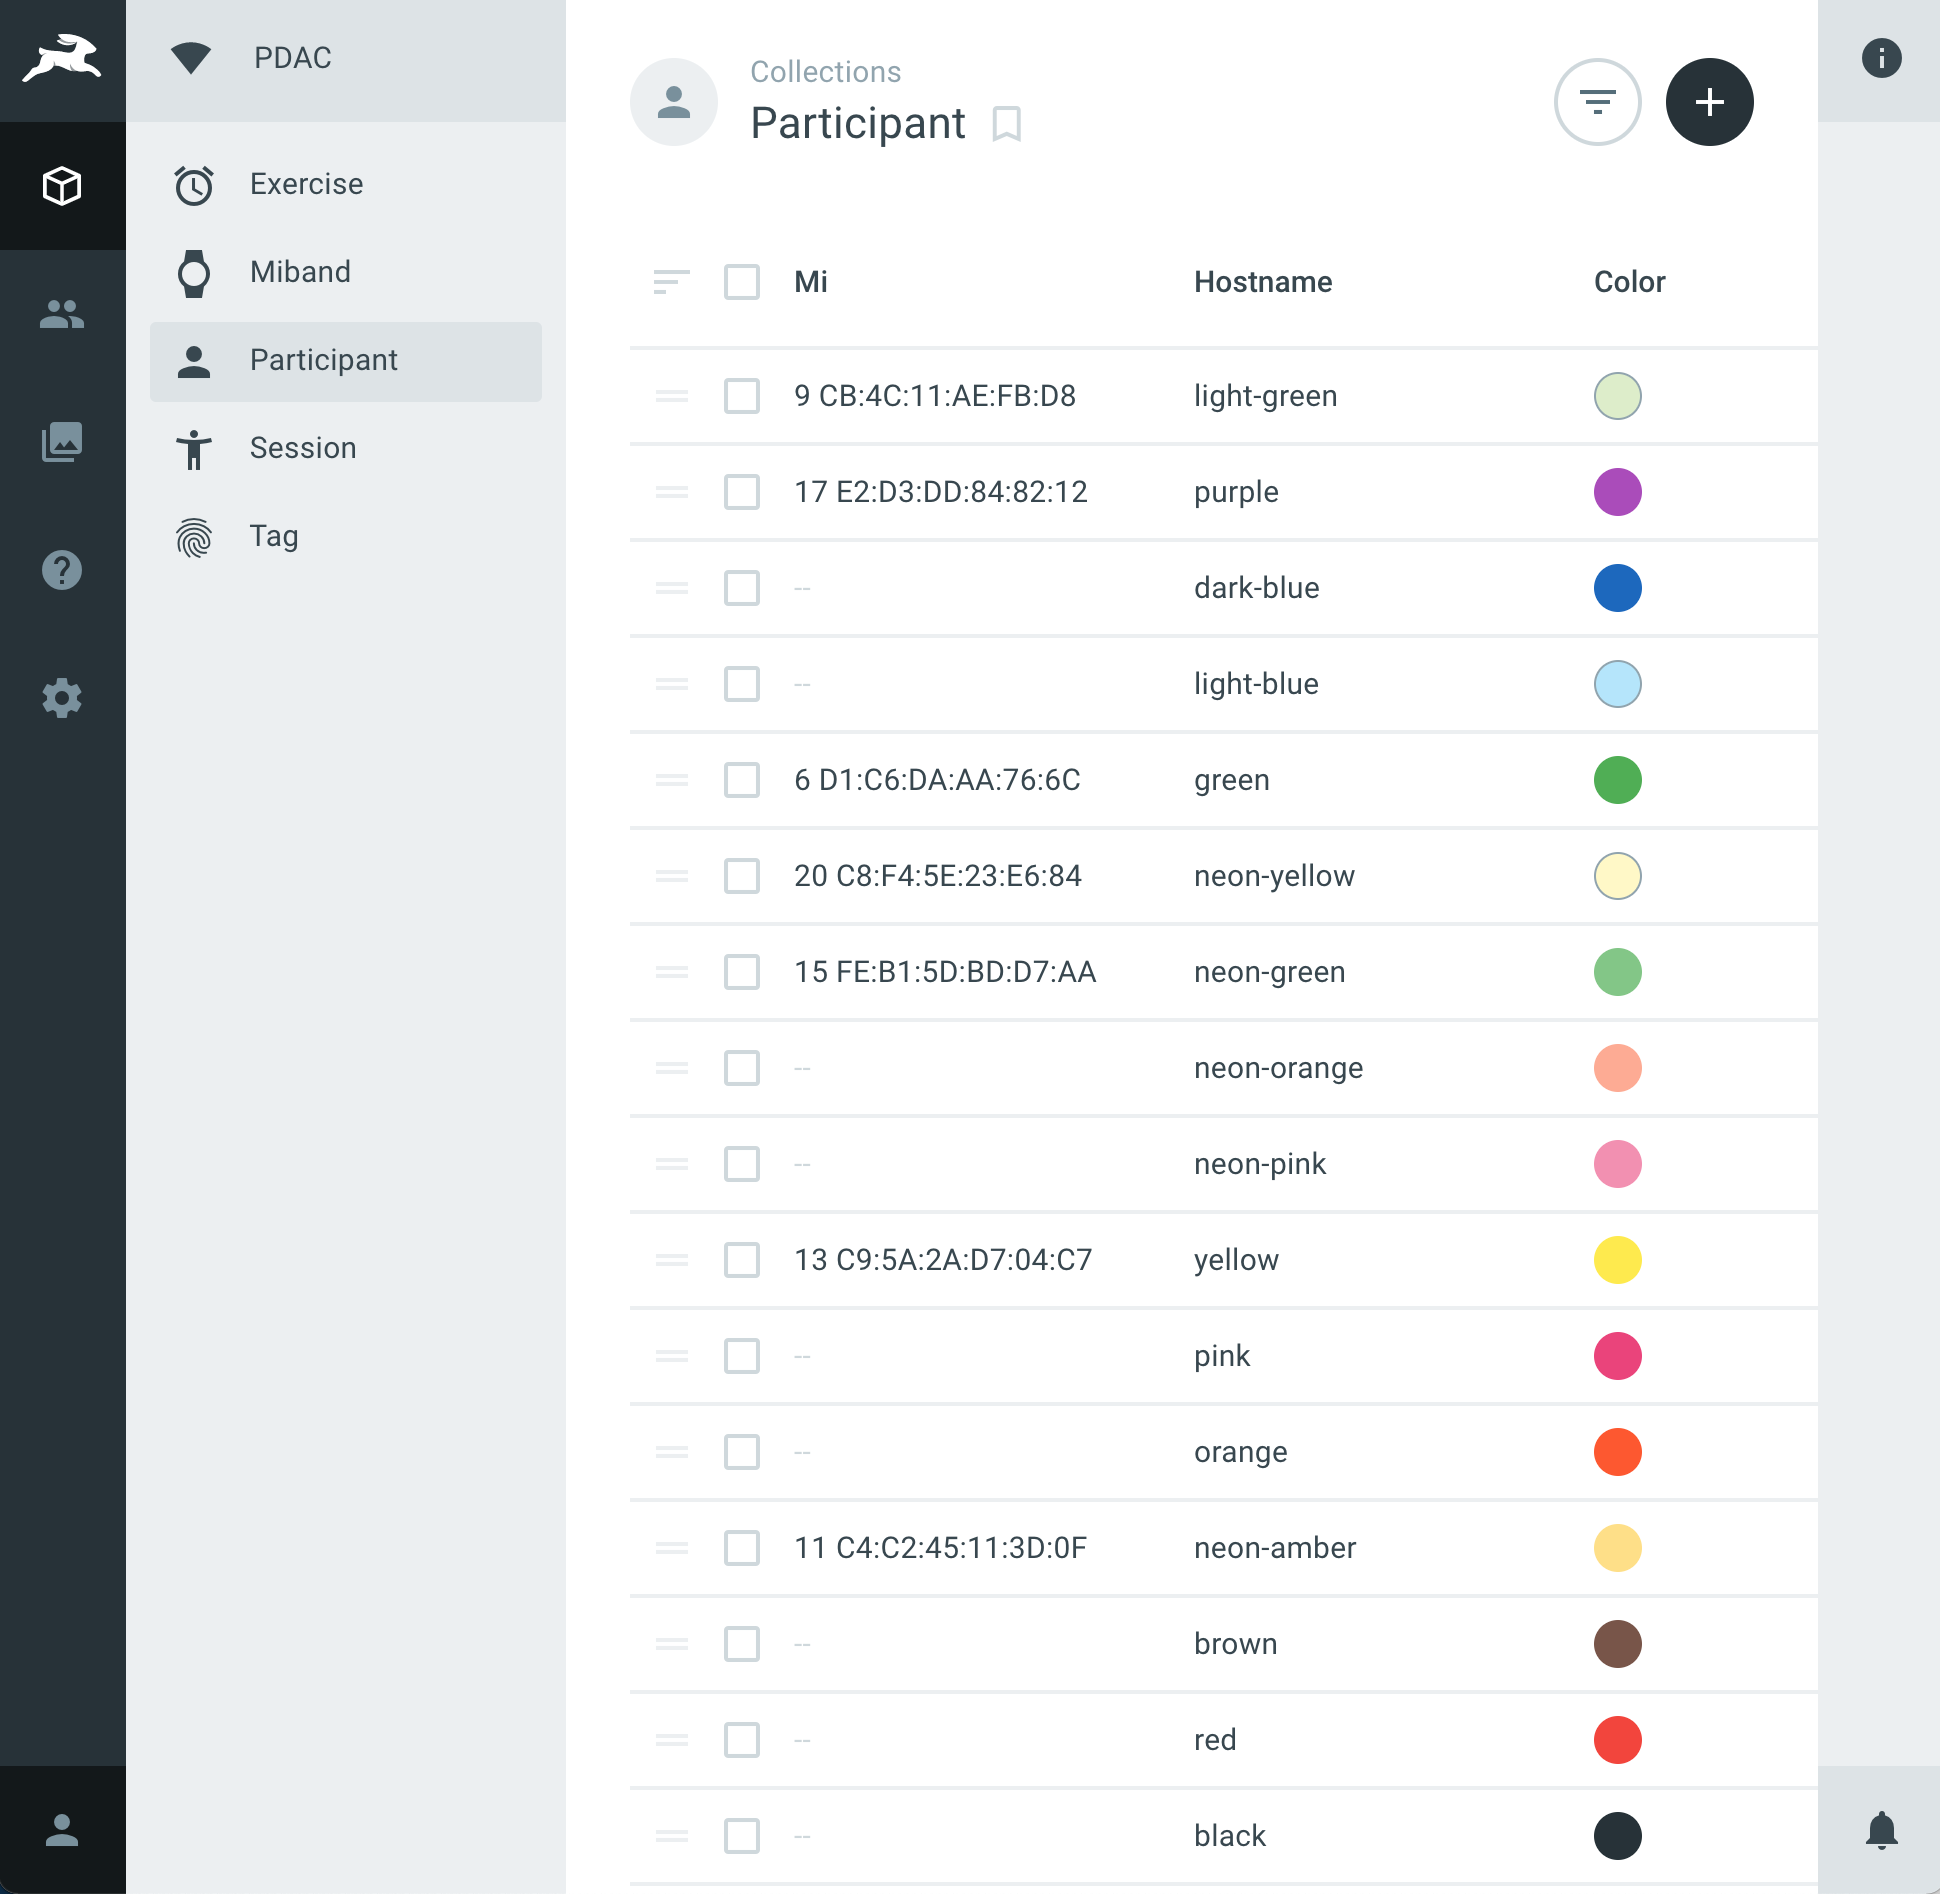 PDAC
Exercise
Miband
Participant
Session
Tag
Collections
Participant
Mi Hostname Color
9 CB:4C:11:AE:FB:D8 light-green
17 E2:D3:DD:84:82:12 purple
-- dark-blue
-- light-blue
6 D1:C6:DA:AA:76:6C green
20 C8:F4:5E:23:E6:84 neon-yellow
15 FE:B1:5D:BD:D7:AA neon-green
-- neon-orange
-- neon-pink
13 C9:5A:2A:D7:04:C7 yellow
-- pink
-- orange
11 C4:C2:45:11:3D:0F neon-amber
-- brown
-- red
-- black